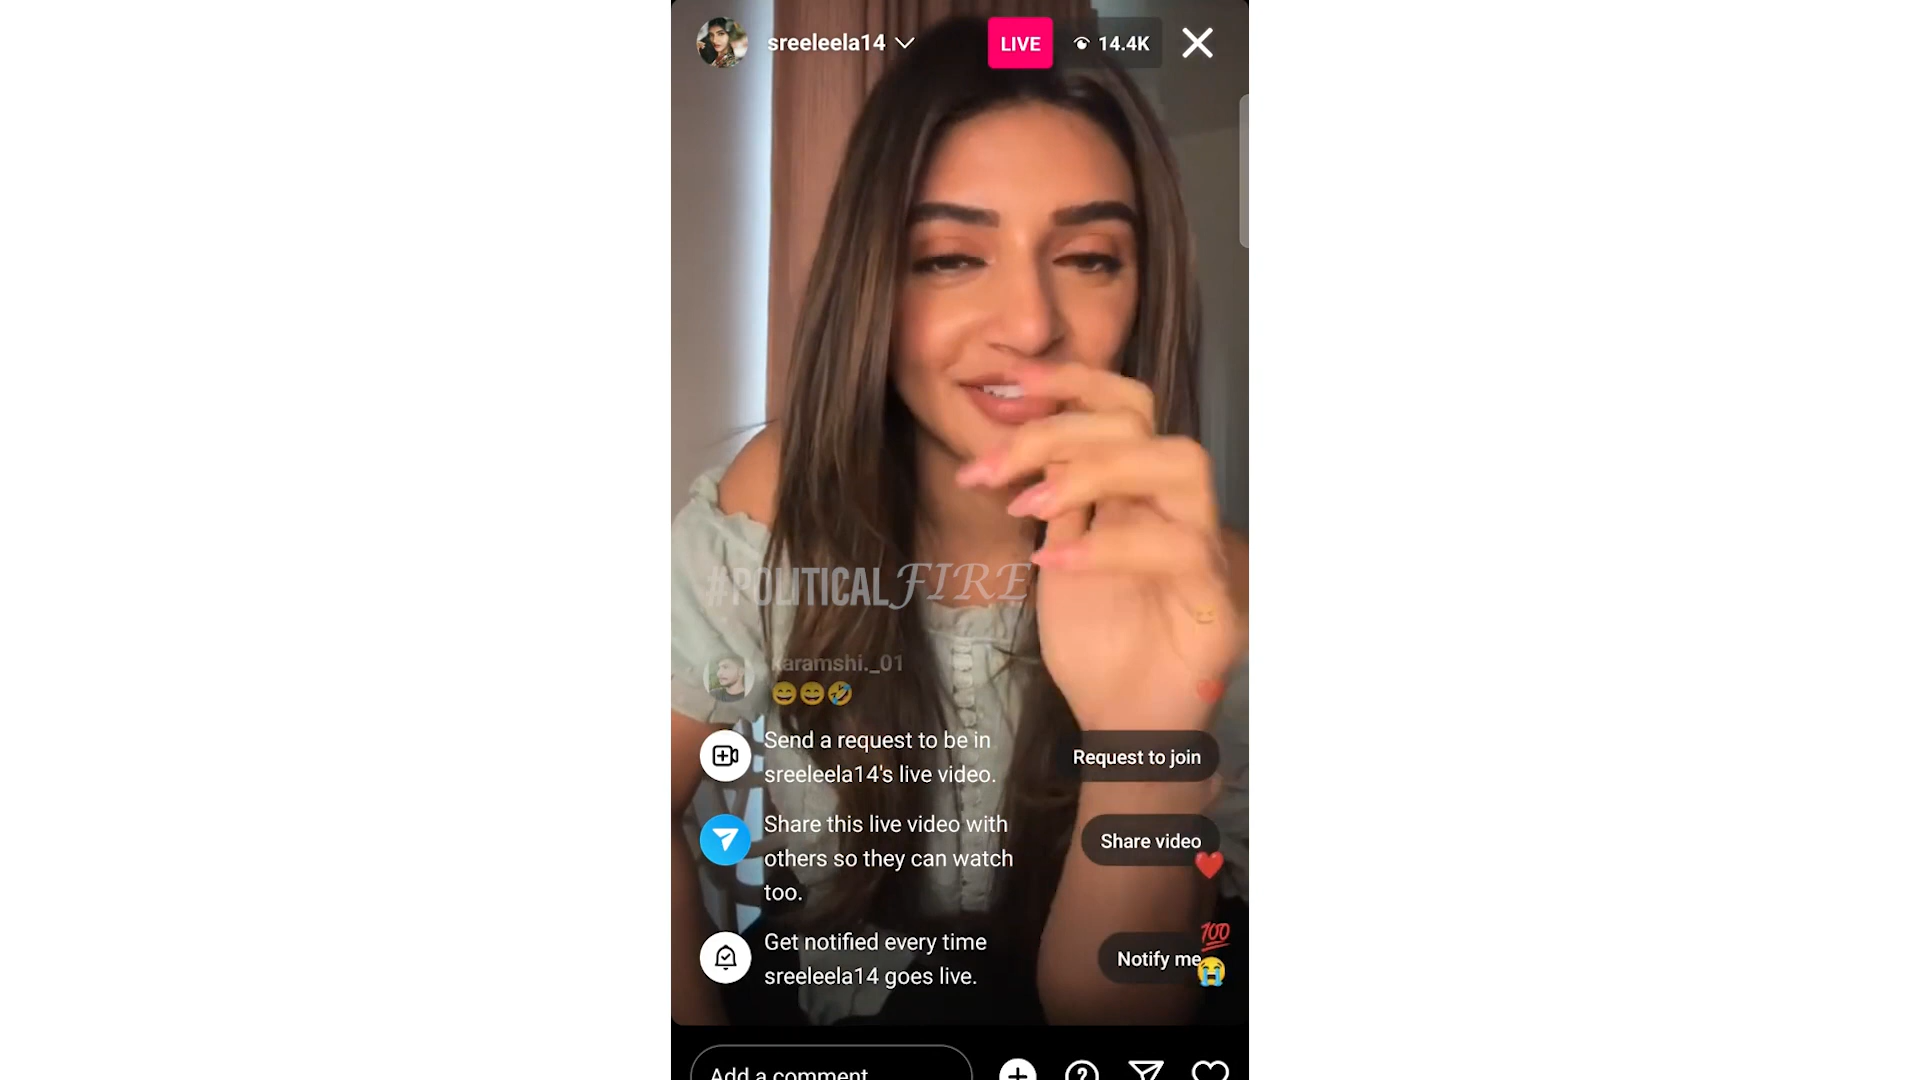 sreeleela14
LIVE
14.4K
#POLITICALFIRE
karamshi._01
Send a request to be in
sreeleela14's live video.
Request to join
Share this live video with
others so they can watch
too.
Share video
Get notified every time
sreeleela14 goes live.
Notify me
100
Add a comment